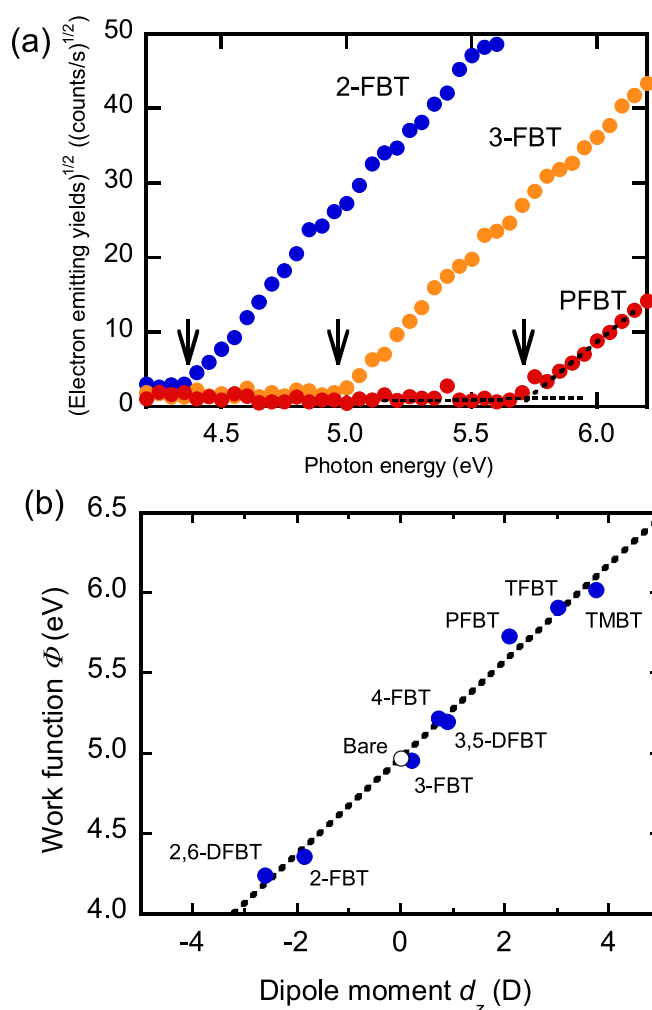 (a)
(Electron emitting yields)^1/2 ((counts/s)^1/2)
50
40
30
20
10
0
2-FBT
3-FBT
PFBT
4.5
5.0
5.5
6.0
Photon energy (eV)
(b)
Work function Φ (eV)
6.5
6.0
5.5
5.0
4.5
4.0
TFBT
PFBT
TMBT
4-FBT
3,5-DFBT
Bare
3-FBT
2,6-DFBT
2-FBT
-4
-2
0
2
4
Dipole moment d_z (D)